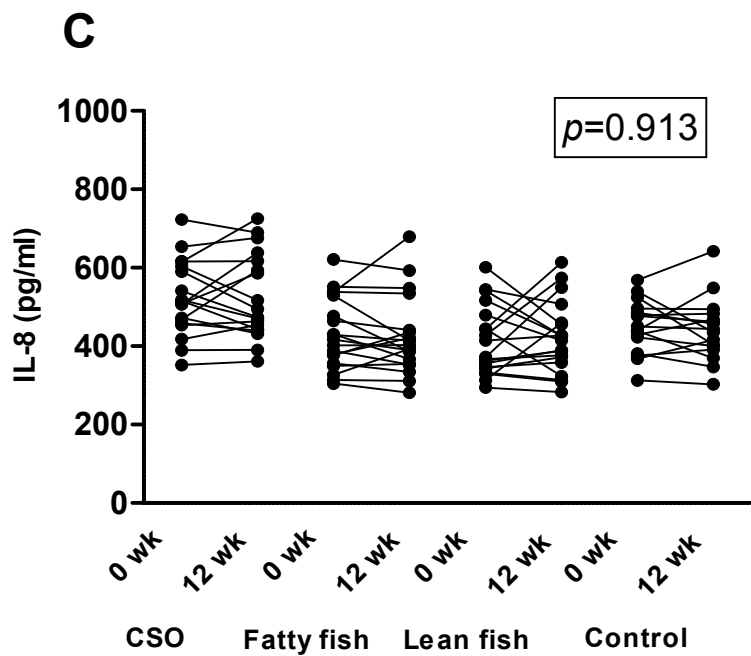 C
p=0.913
IL-8 (pg/ml)
1000
800
600
400
200
0
0 wk
12 wk
0 wk
12 wk
0 wk
12 wk
0 wk
12 wk
CSO
Fatty fish
Lean fish
Control